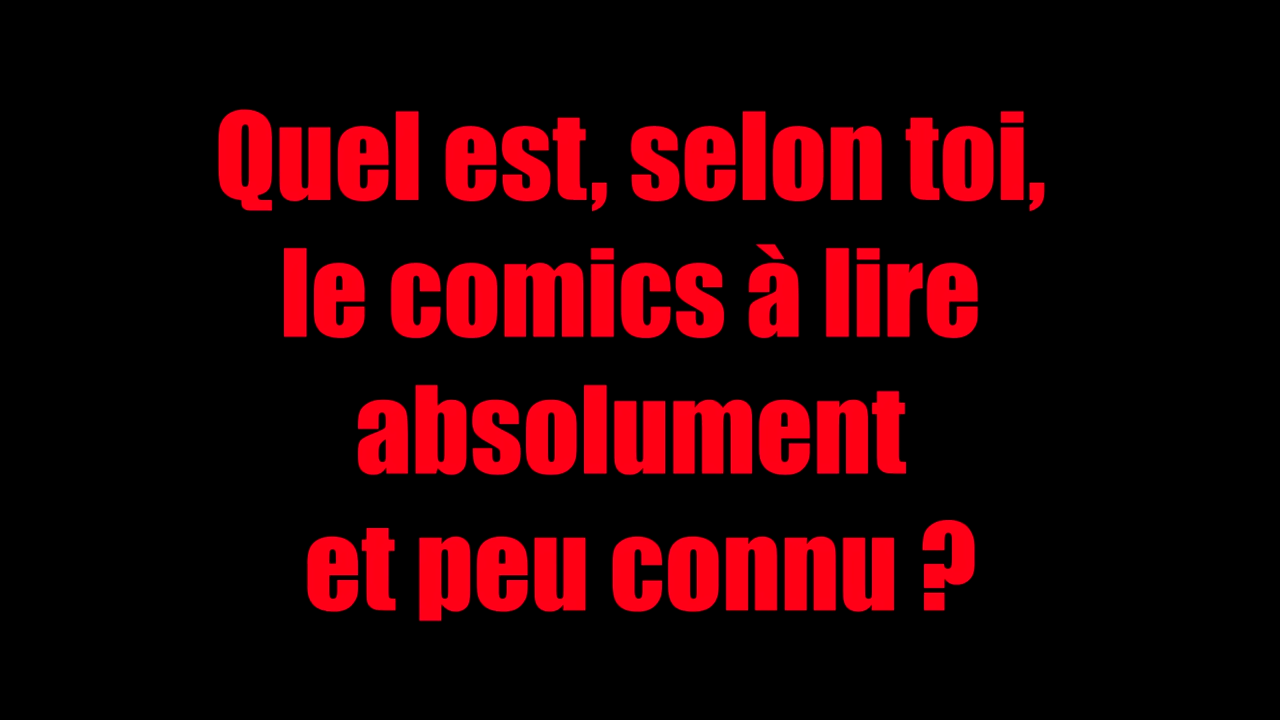 Quel est, selon toi,
le comics à lire
absolument
et peu connu ?